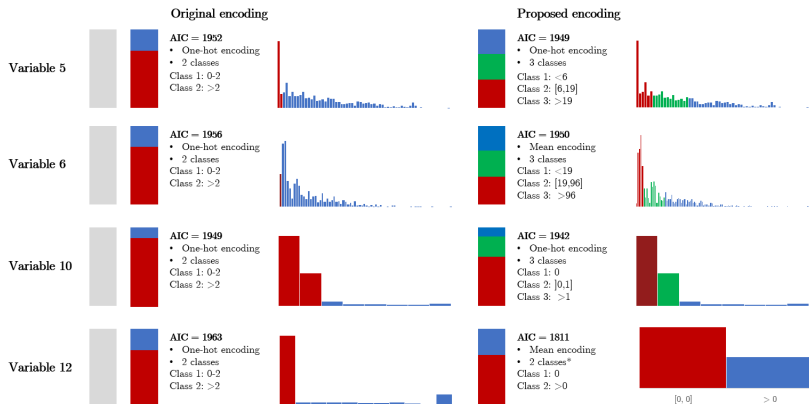 Original encoding
Proposed encoding
Variable 5
AIC = 1952
• One-hot encoding
• 2 classes
Class 1: 0-2
Class 2: >2
AIC = 1949
• One-hot encoding
• 3 classes
Class 1: <6
Class 2: [6,19]
Class 3: >19
Variable 6
AIC = 1956
• One-hot encoding
• 2 classes
Class 1: 0-2
Class 2: >2
AIC = 1950
• Mean encoding
• 3 classes
Class 1: <19
Class 2: [19,96]
Class 3: >96
Variable 10
AIC = 1949
• One-hot encoding
• 2 classes
Class 1: 0-2
Class 2: >2
AIC = 1942
• One-hot encoding
• 3 classes
Class 1: 0
Class 2: ]0,1]
Class 3: >1
Variable 12
AIC = 1963
• One-hot encoding
• 2 classes
Class 1: 0-2
Class 2: >2
AIC = 1811
• Mean encoding
• 2 classes*
Class 1: 0
Class 2: >0
[0, 0]
> 0